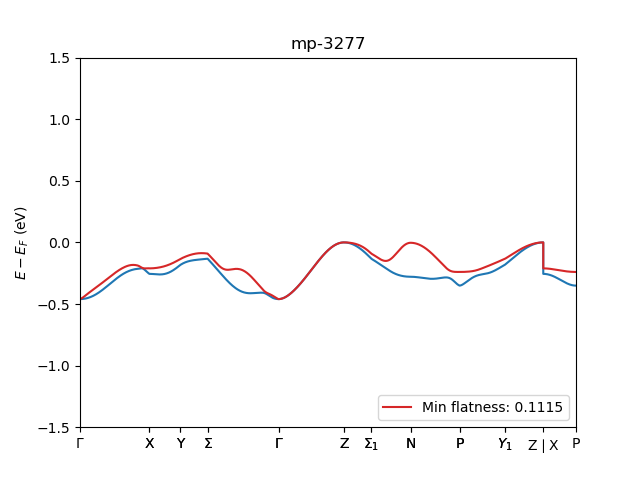 mp-3277
E − E_F (eV)
1.5
1.0
0.5
0.0
−0.5
−1.0
−1.5
Min flatness: 0.1115
Γ X Y Σ Γ Z Σ₁ N P Y₁ Z | X P